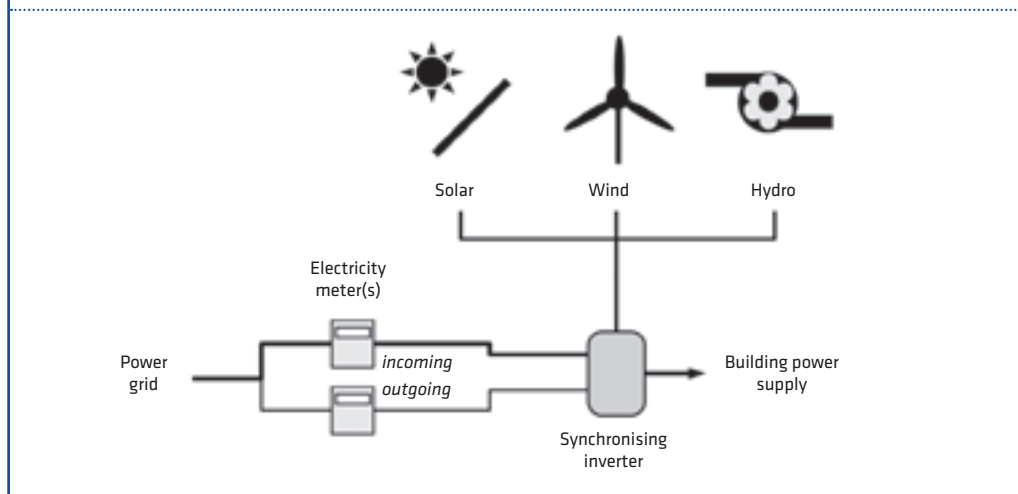 Solar
Wind
Hydro
Electricity
meter(s)
Power
grid
incoming
outgoing
Building power
supply
Synchronising
inverter